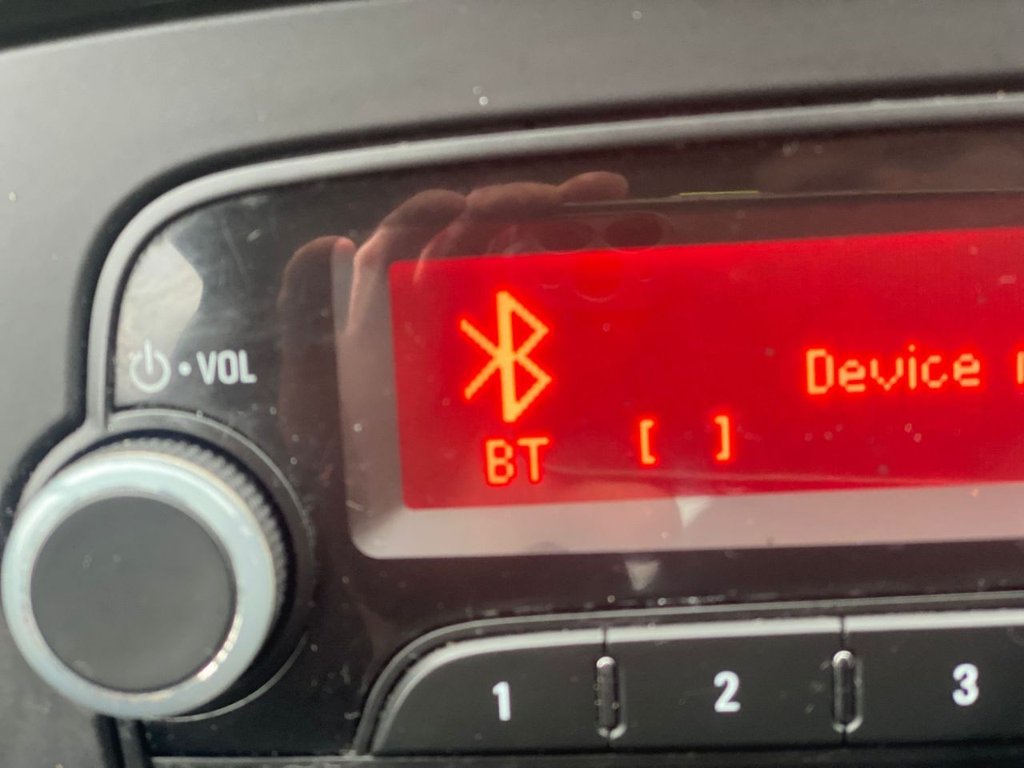 • VOL
Device
BT [ ]
1 2 3